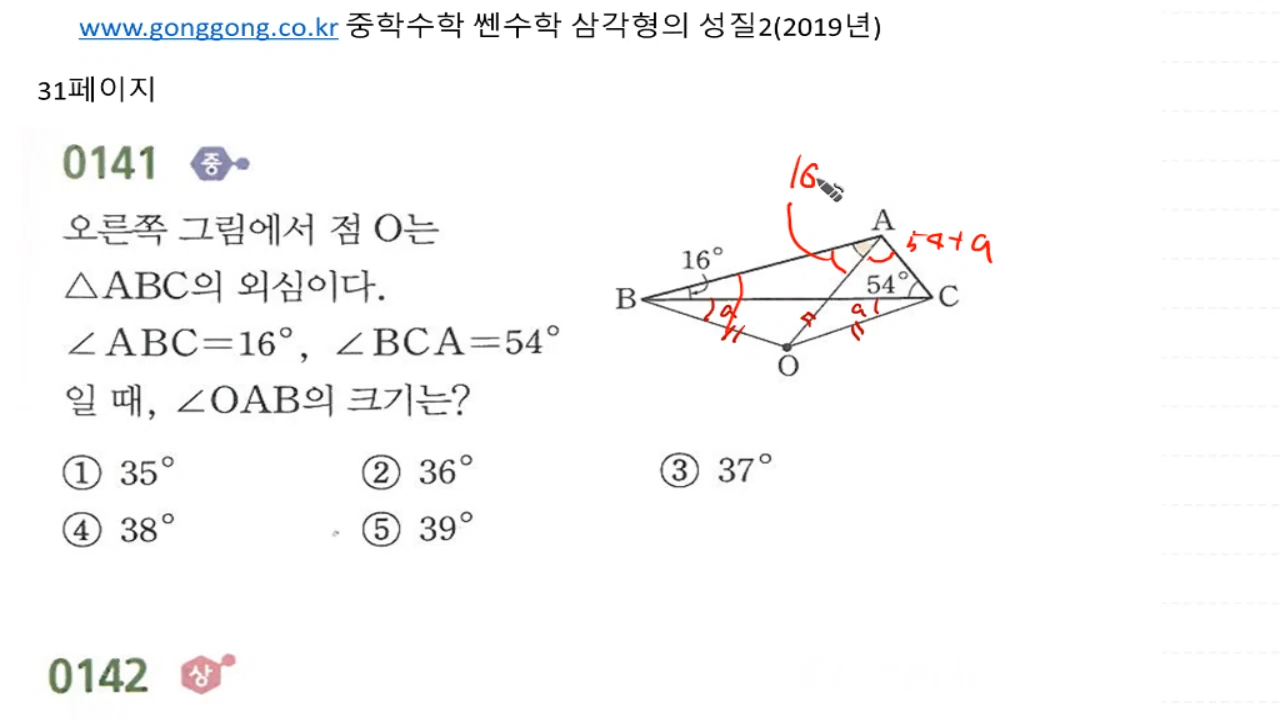 www.gonggong.co.kr 중학수학 쎈수학 삼각형의 성질2(2019년)
31페이지
0141 중
오른쪽 그림에서 점 O는
△ABC의 외심이다.
∠ABC=16°, ∠BCA=54°
일 때, ∠OAB의 크기는?
① 35° ② 36° ③ 37°
④ 38° ⑤ 39°
16
A
54+a
16°
54°
B
C
a
a
O
0142 상